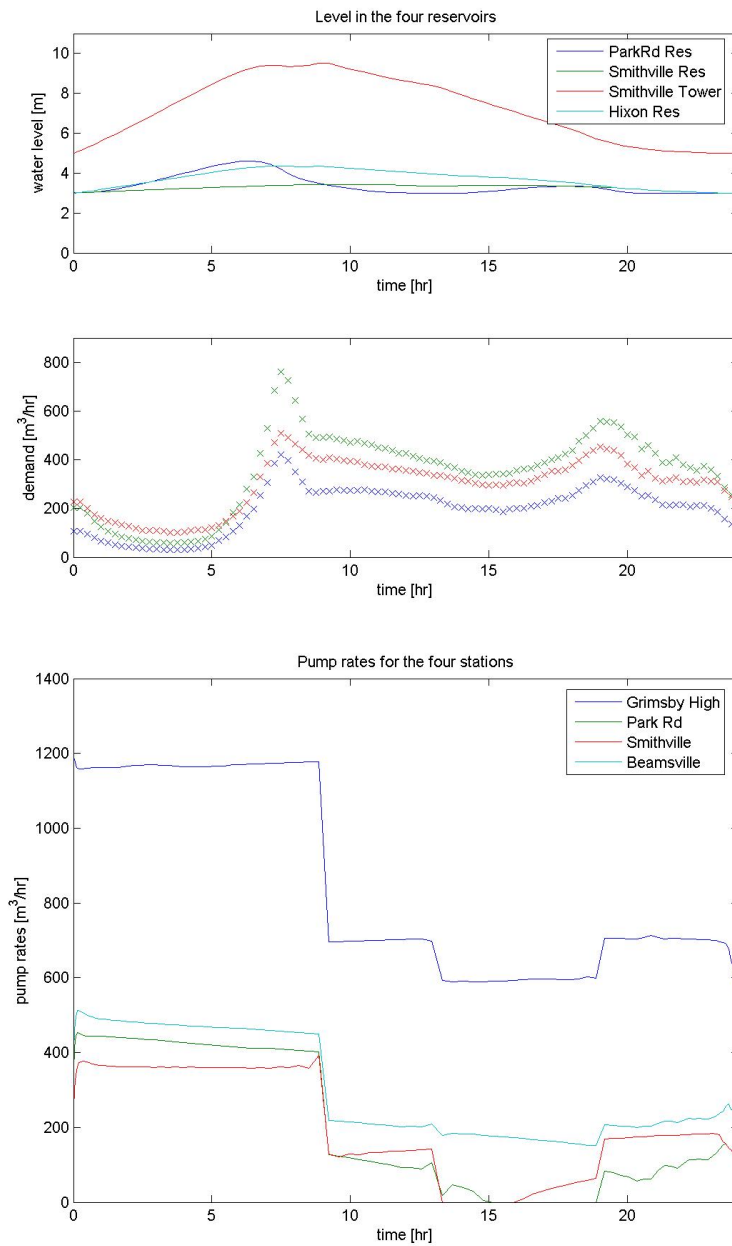 Level in the four reservoirs
water level [m]
10
8
6
4
2
0
ParkRd Res
Smithville Res
Smithville Tower
Hixon Res
0 5 10 15 20
time [hr]
demand [m³/hr]
800
600
400
200
0
0 5 10 15 20
time [hr]
Pump rates for the four stations
pump rates [m³/hr]
1400
1200
1000
800
600
400
200
0
Grimsby High
Park Rd
Smithville
Beamsville
0 5 10 15 20
time [hr]